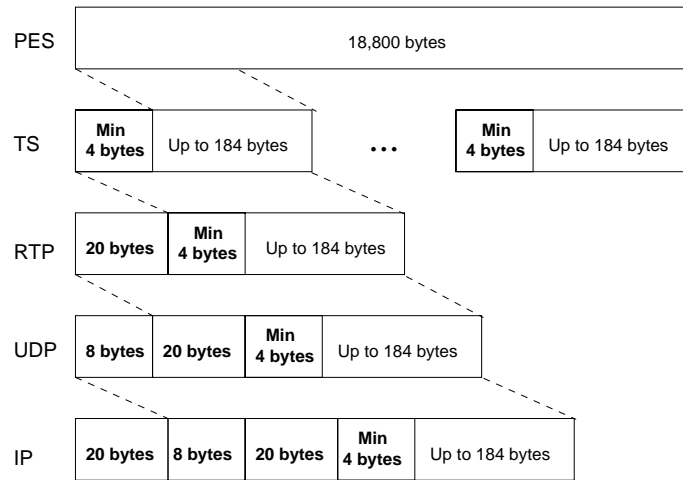 PES
18,800 bytes
TS
Min
4 bytes
Up to 184 bytes
...
Min
4 bytes
Up to 184 bytes
RTP
20 bytes
Min
4 bytes
Up to 184 bytes
UDP
8 bytes
20 bytes
Min
4 bytes
Up to 184 bytes
IP
20 bytes
8 bytes
20 bytes
Min
4 bytes
Up to 184 bytes